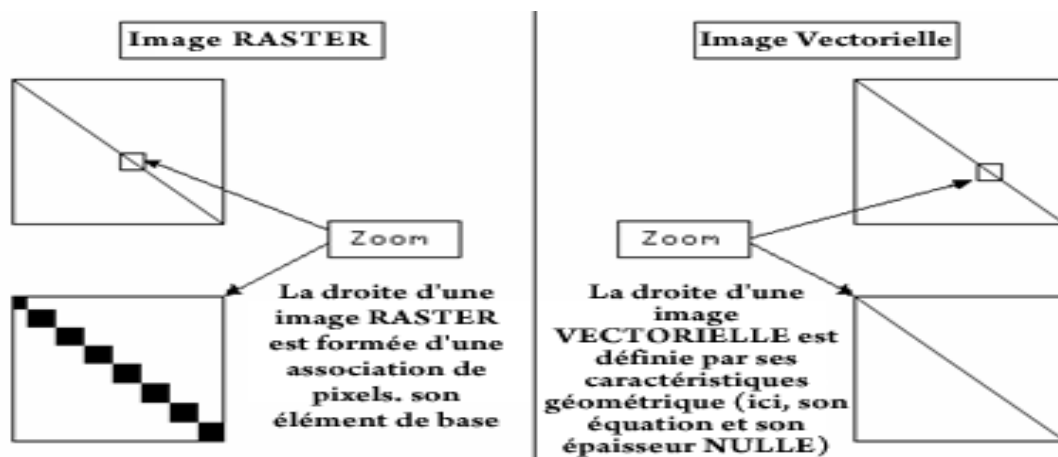 Image RASTER
Zoom
La droite d'une
image RASTER
est formée d'une
association de
pixels. son
élément de base
Image Vectorielle
Zoom
La droite d'une
image
VECTORIELLE est
définie par ses
caractéristiques
géométrique (ici, son
équation et son
épaisseur NULLE)